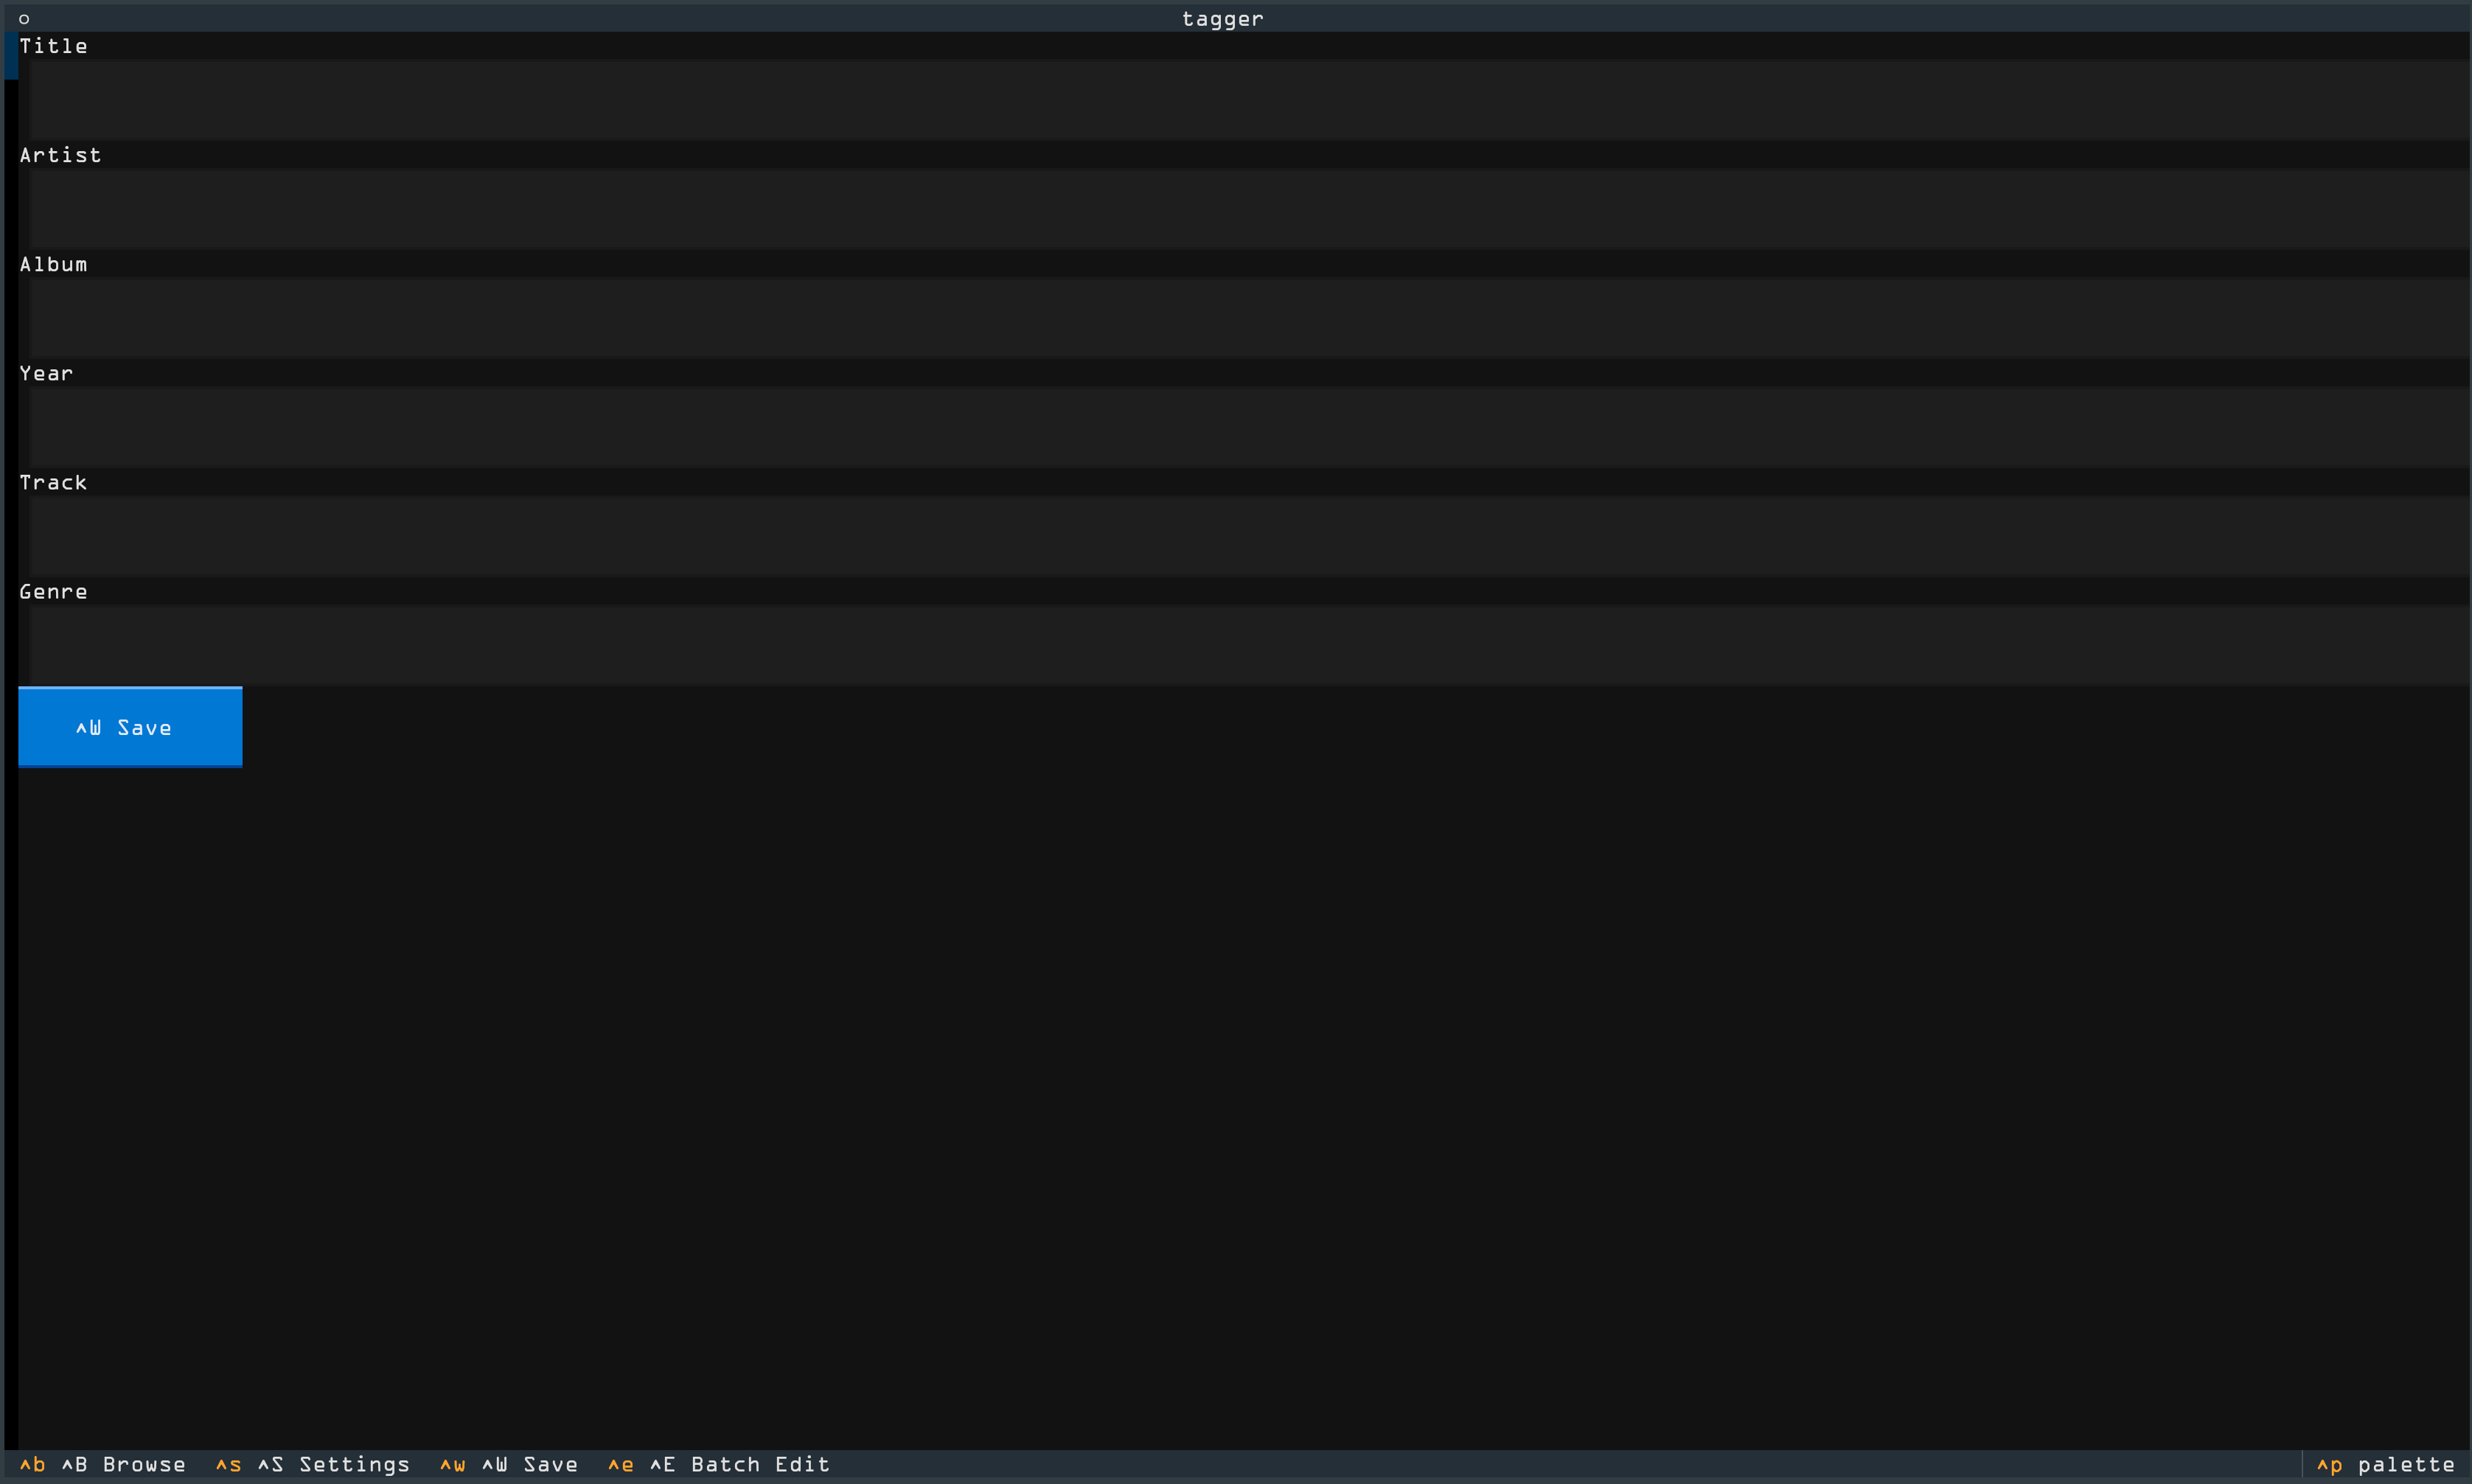 tagger
Title
Artist
Album
Year
Track
Genre
^W Save
^b ^B Browse ^s ^S Settings ^w ^W Save ^e ^E Batch Edit ^p palette